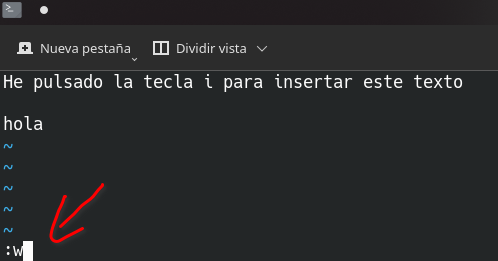 Nueva pestaña Dividir vista
He pulsado la tecla i para insertar este texto
hola
~
~
~
~
~
:w